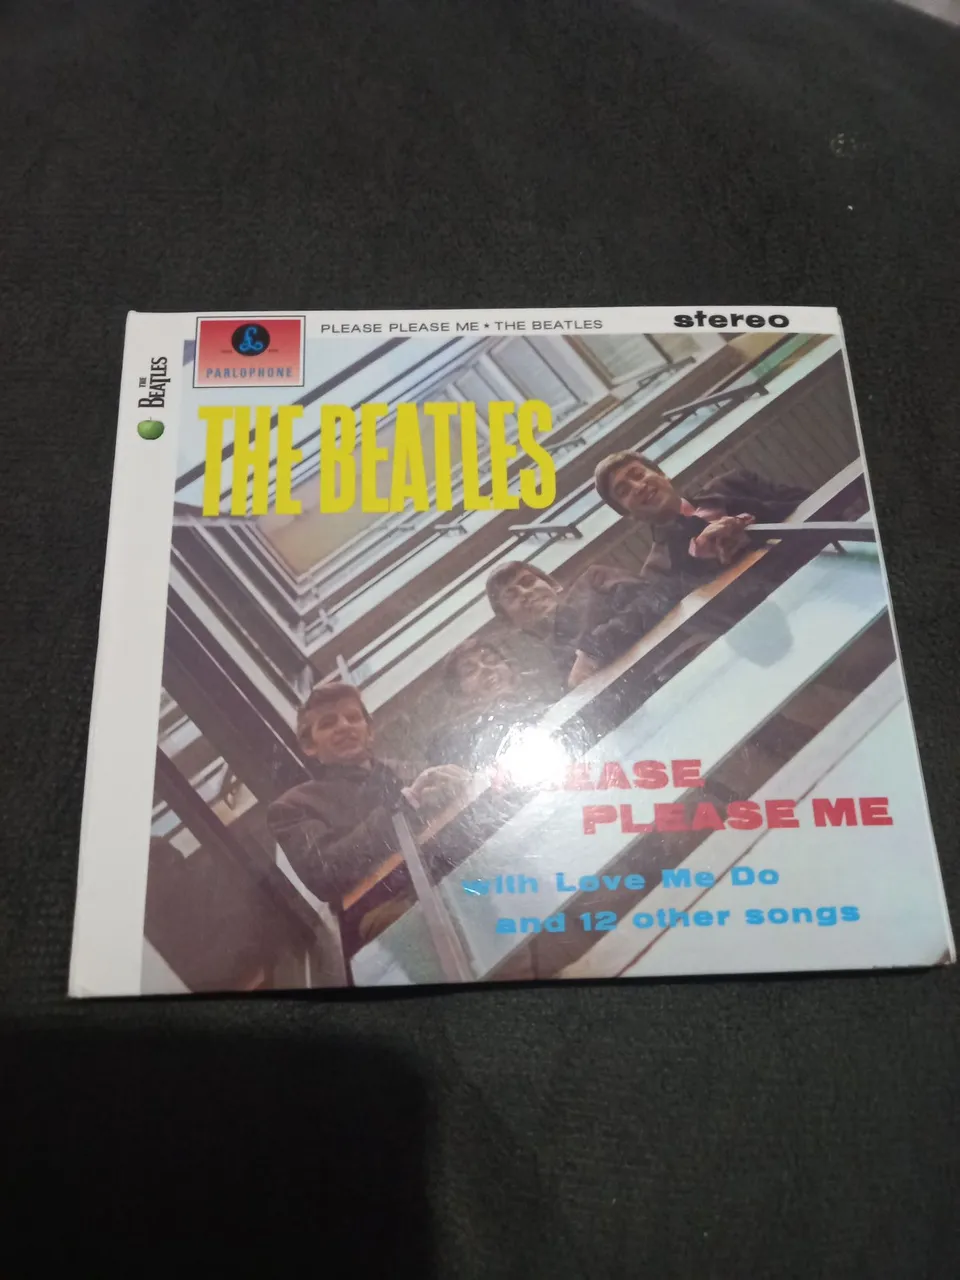 THE BEATLES
PARLOPHONE
PLEASE PLEASE ME ★ THE BEATLES
stereo
THE BEATLES
PLEASE
PLEASE ME
with Love Me Do
and 12 other songs